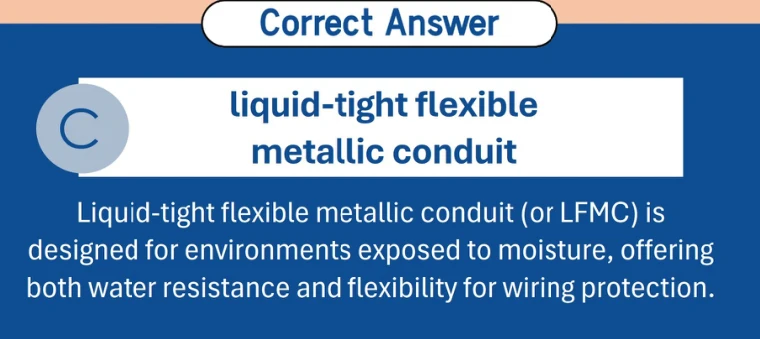 Correct Answer
C
liquid-tight flexible
metallic conduit
Liquid-tight flexible metallic conduit (or LFMC) is
designed for environments exposed to moisture, offering
both water resistance and flexibility for wiring protection.